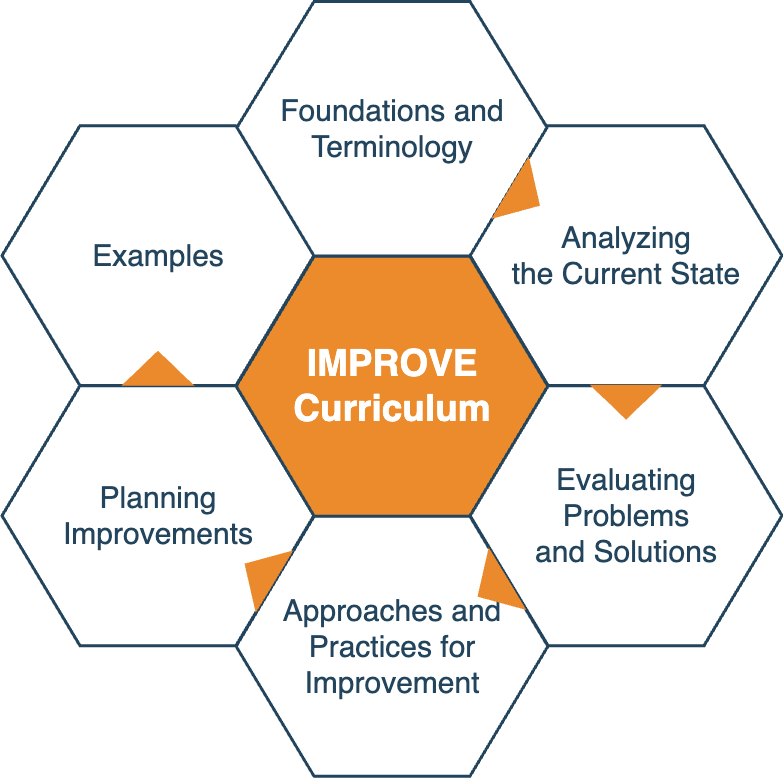 Foundations and
Terminology
Analyzing
the Current State
Evaluating
Problems
and Solutions
Approaches and
Practices for
Improvement
Planning
Improvements
Examples
IMPROVE
Curriculum